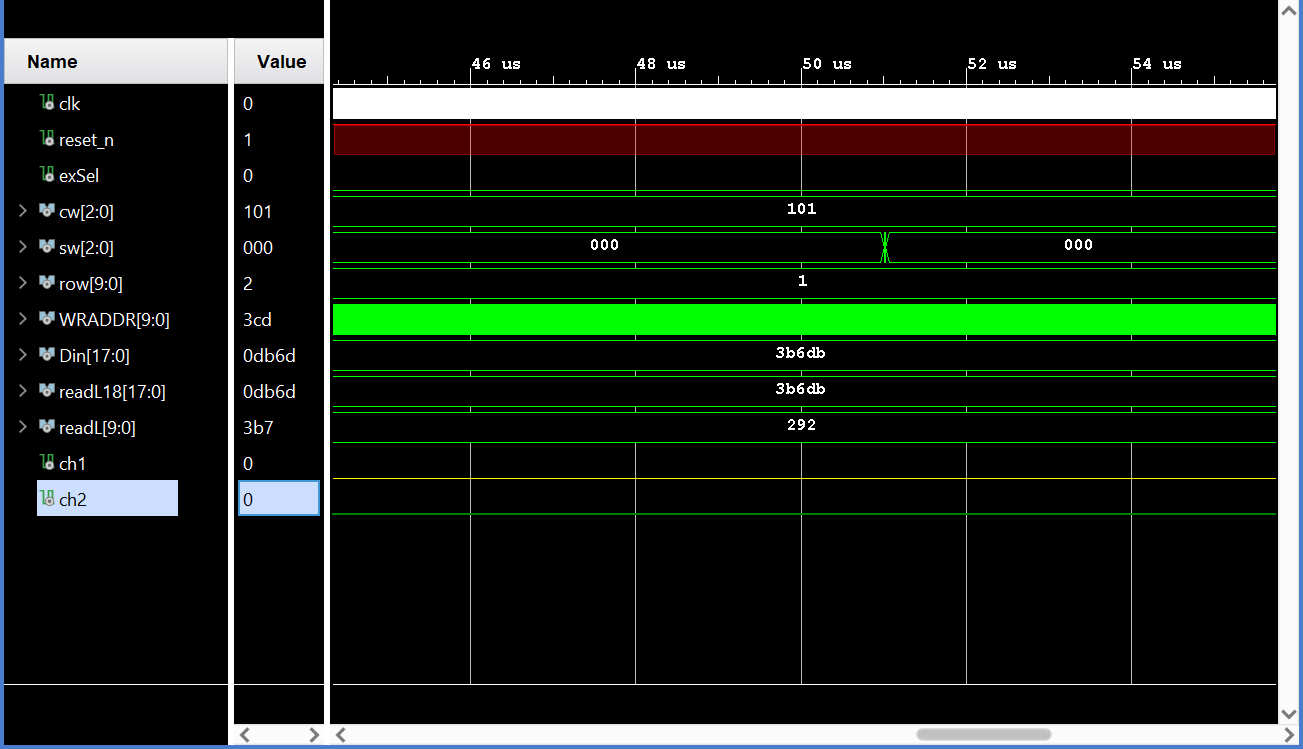 Name Value 46 us 48 us 50 us 52 us 54 us
clk 0
reset_n 1
exSel 0
cw[2:0] 101 101
sw[2:0] 000 000 000
row[9:0] 2 1
WRADDR[9:0] 3cd
Din[17:0] 0db6d 3b6db
readL18[17:0] 0db6d 3b6db
readL[9:0] 3b7 292
ch1 0
ch2 0